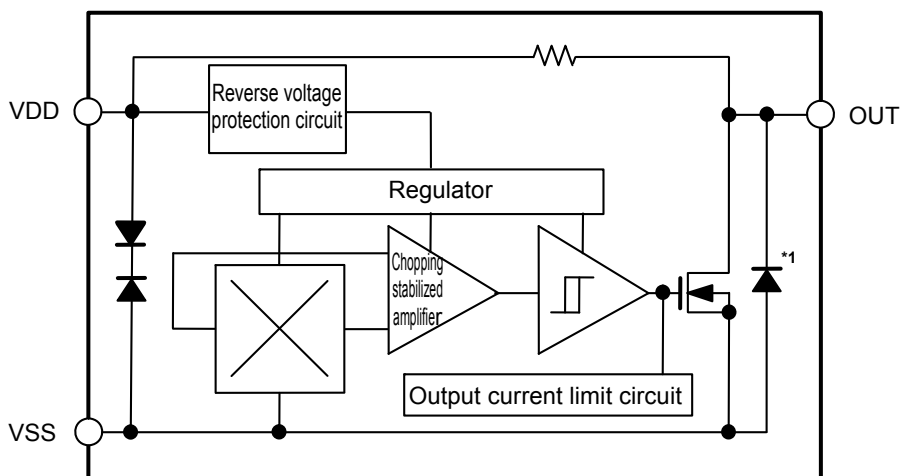 VDD
Reverse voltage
protection circuit
OUT
Regulator
Chopping
stabilized
amplifier
*1
Output current limit circuit
VSS